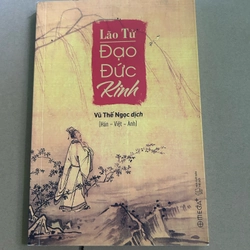 Lão Tử
Đạo
Đức
Kinh
Vũ Thế Ngọc dịch
(Hán - Việt - Anh)